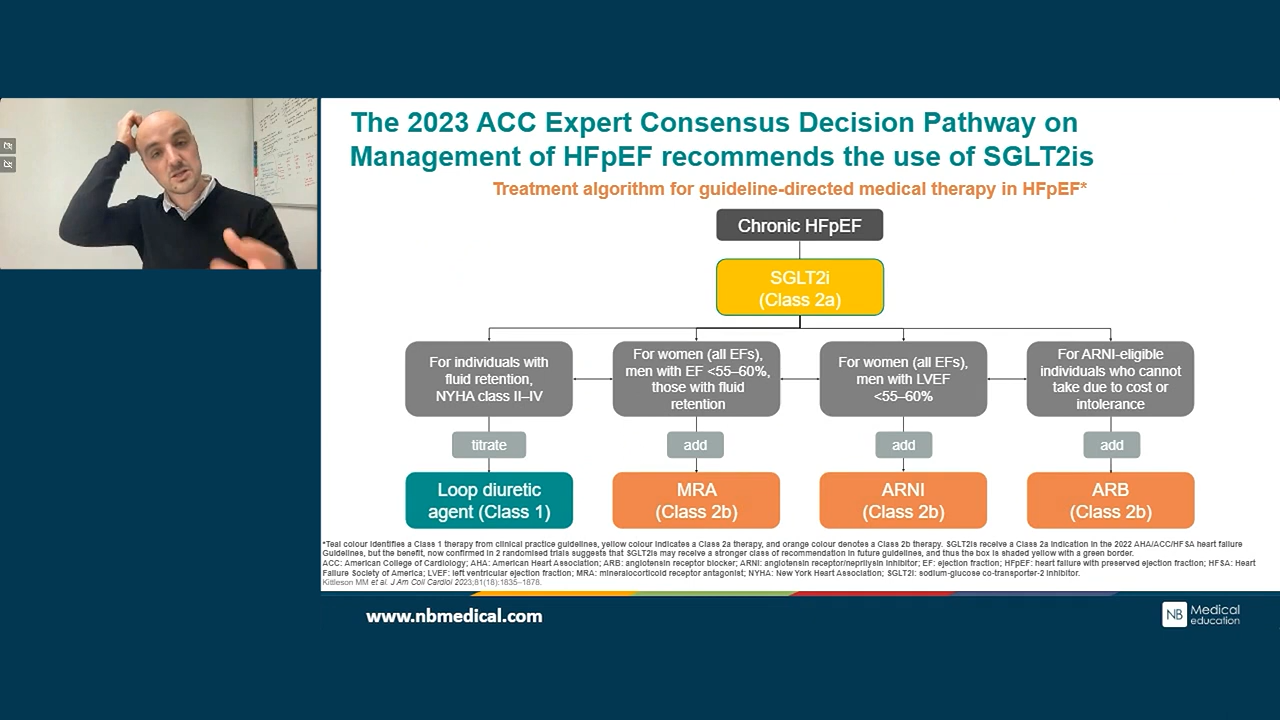 The 2023 ACC Expert Consensus Decision Pathway on
Management of HFpEF recommends the use of SGLT2is
Treatment algorithm for guideline-directed medical therapy in HFpEF*
Chronic HFpEF
SGLT2i
(Class 2a)
For individuals with
fluid retention,
NYHA class II–IV
For women (all EFs),
men with EF <55–60%,
those with fluid
retention
For women (all EFs),
men with LVEF
<55–60%
For ARNI-eligible
individuals who cannot
take due to cost or
intolerance
titrate
add
add
add
Loop diuretic
agent (Class 1)
MRA
(Class 2b)
ARNI
(Class 2b)
ARB
(Class 2b)
*Teal colour identifies a Class 1 therapy from clinical practice guidelines, yellow colour indicates a Class 2a therapy, and orange colour denotes a Class 2b therapy. SGLT2is receive a Class 2a indication in the 2022 AHA/ACC/HFSA heart failure
Guidelines, but the benefit, now confirmed in 2 randomised trials suggests that SGLT2is may receive a stronger class of recommendation in future guidelines, and thus the box is shaded yellow with a green border.
ACC: American College of Cardiology; AHA: American Heart Association; ARB: angiotensin receptor blocker; ARNI: angiotensin receptor/neprilysin inhibitor; EF: ejection fraction; HFpEF: heart failure with preserved ejection fraction; HFSA: Heart
Failure Society of America; LVEF: left ventricular ejection fraction; MRA: mineralocorticoid receptor antagonist; NYHA: New York Heart Association; SGLT2i: sodium-glucose co-transporter-2 inhibitor.
Kittleson MM et al. J Am Coll Cardiol 2023;81(18):1835–1878.
www.nbmedical.com
NB Medical
education